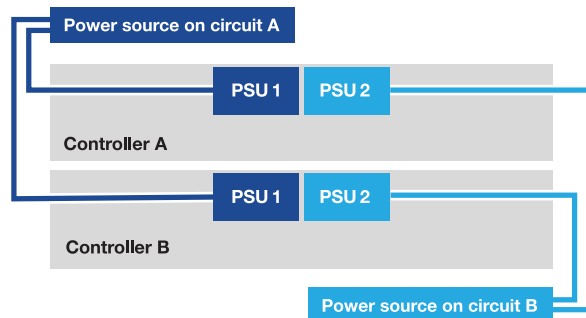 Power source on circuit A
PSU 1
PSU 2
Controller A
PSU 1
PSU 2
Controller B
Power source on circuit B